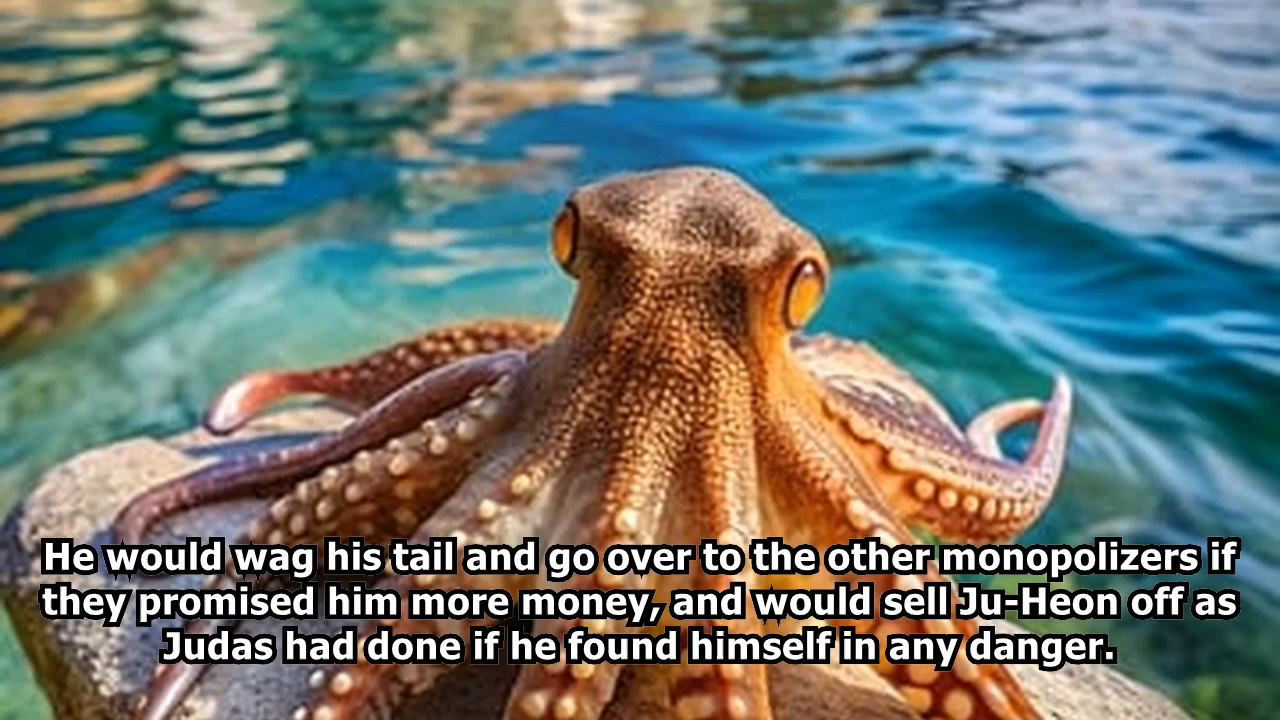 He would wag his tail and go over to the other monopolizers if
they promised him more money, and would sell Ju-Heon off as
Judas had done if he found himself in any danger.